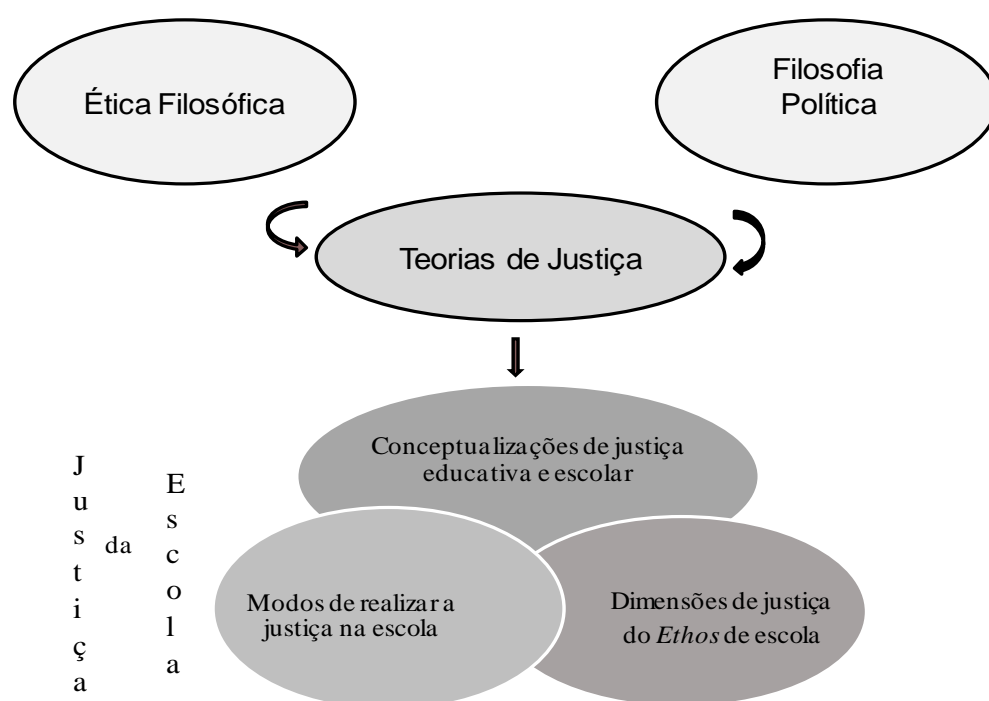 Ética Filosófica
Filosofia
Política
Teorias de Justiça
Conceptualizações de justiça
educativa e escolar
Justiça
da
Escola
Modos de realizar a
justiça na escola
Dimensões de justiça
do Ethos de escola